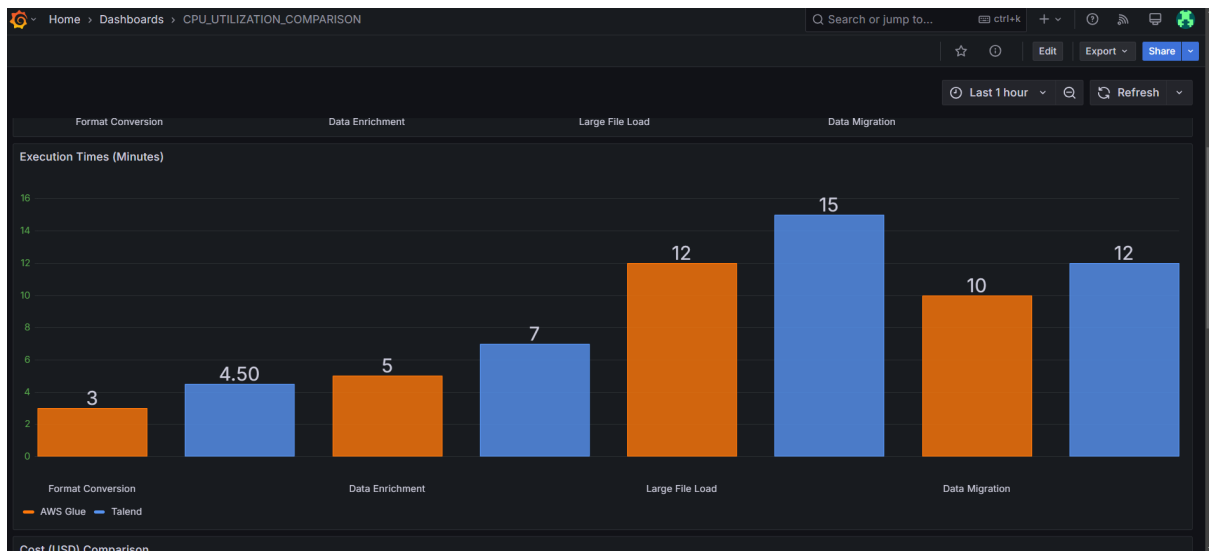 Home › Dashboards › CPU_UTILIZATION_COMPARISON
Search or jump to... ctrl+k
Edit Export Share
Last 1 hour Refresh
Format Conversion Data Enrichment Large File Load Data Migration
Execution Times (Minutes)
16
14
12
10
8
6
4
2
0
3 4.50 5 7 12 15 10 12
Format Conversion Data Enrichment Large File Load Data Migration
AWS Glue Talend
Cost (USD) Comparison